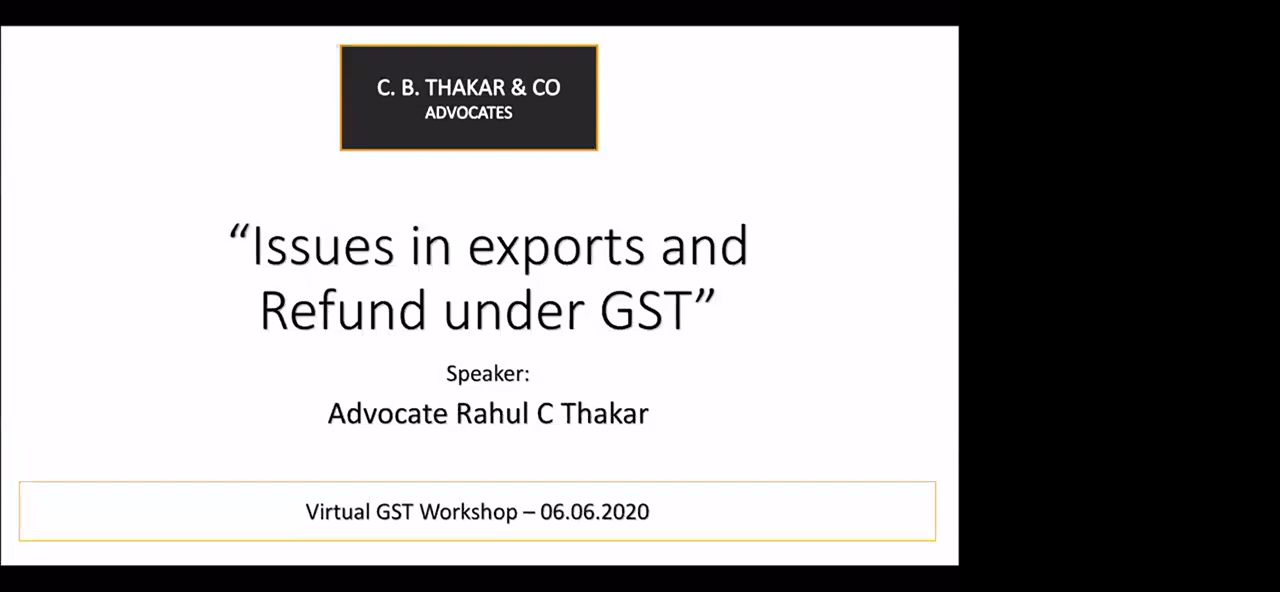 C. B. THAKAR & CO
ADVOCATES
“Issues in exports and
Refund under GST”
Speaker:
Advocate Rahul C Thakar
Virtual GST Workshop – 06.06.2020